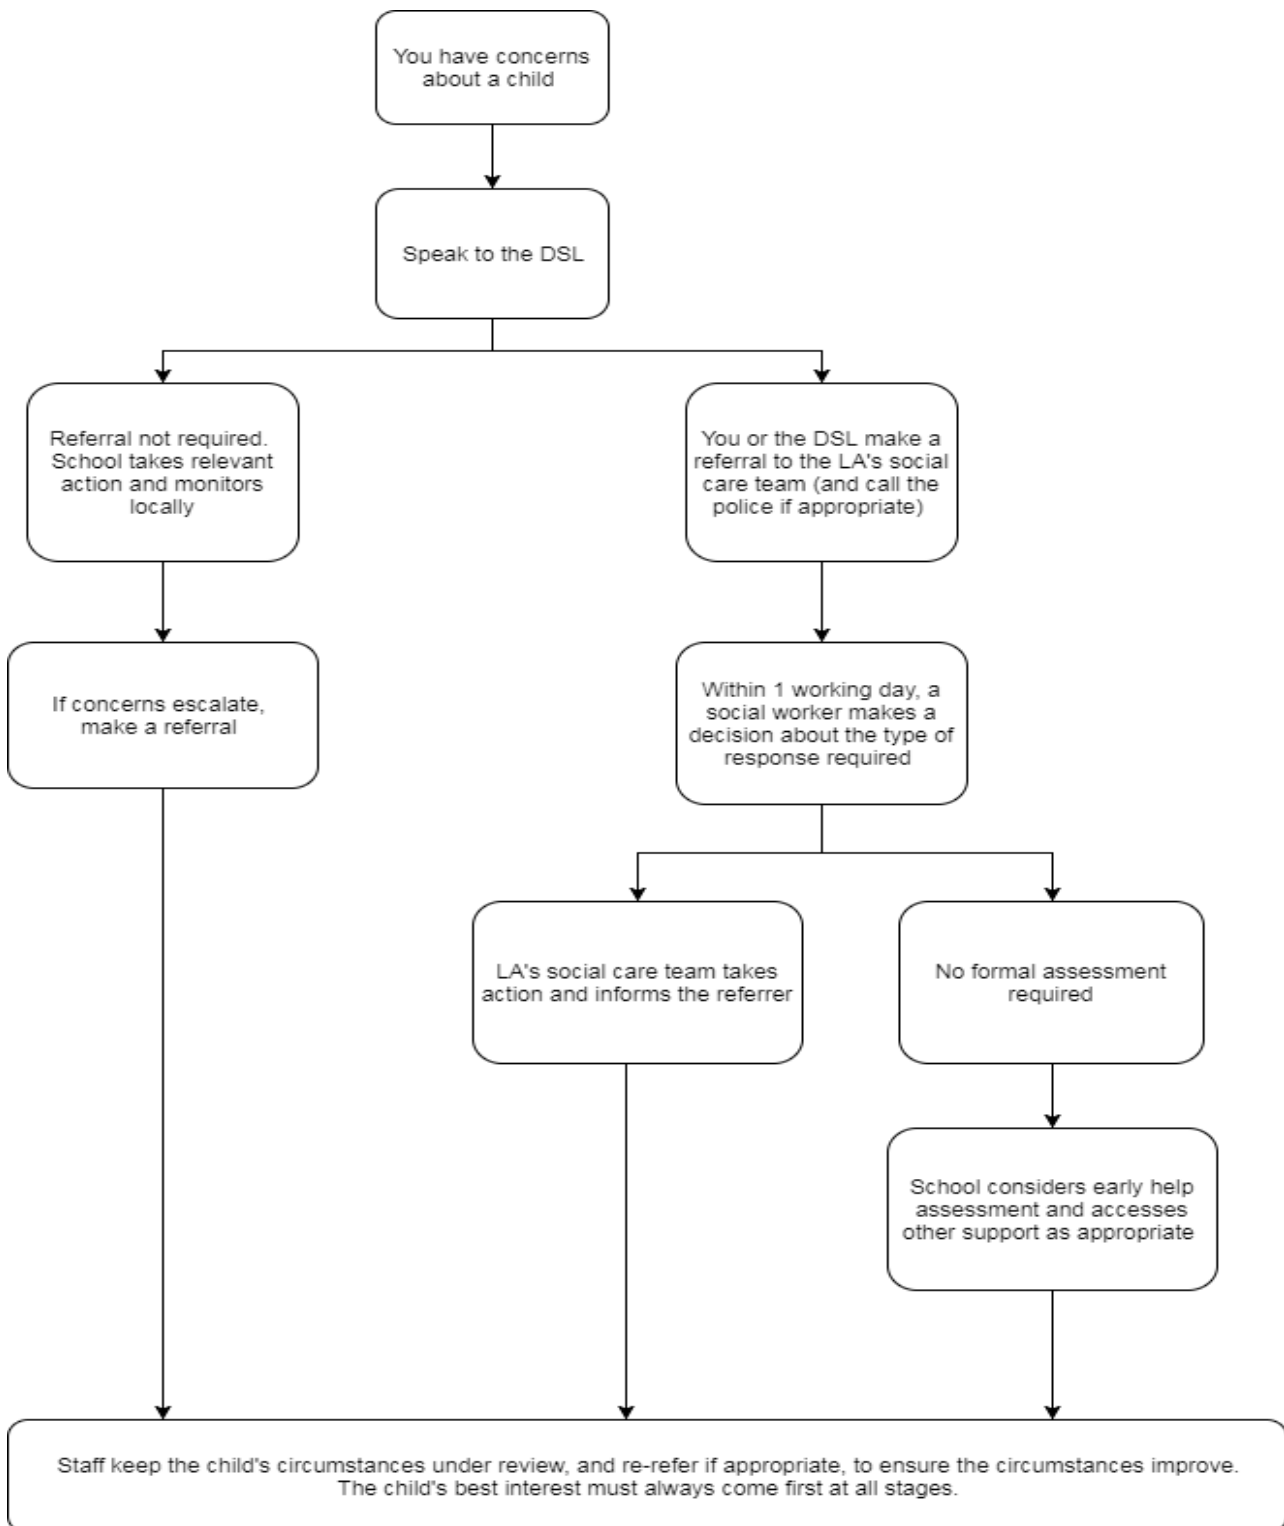 You have concerns
about a child
Speak to the DSL
Referral not required.
School takes relevant
action and monitors
locally
You or the DSL make a
referral to the LA's social
care team (and call the
police if appropriate)
If concerns escalate,
make a referral
Within 1 working day, a
social worker makes a
decision about the type of
response required
LA's social care team takes
action and informs the referrer
No formal assessment
required
School considers early help
assessment and accesses
other support as appropriate
Staff keep the child's circumstances under review, and re-refer if appropriate, to ensure the circumstances improve.
The child's best interest must always come first at all stages.